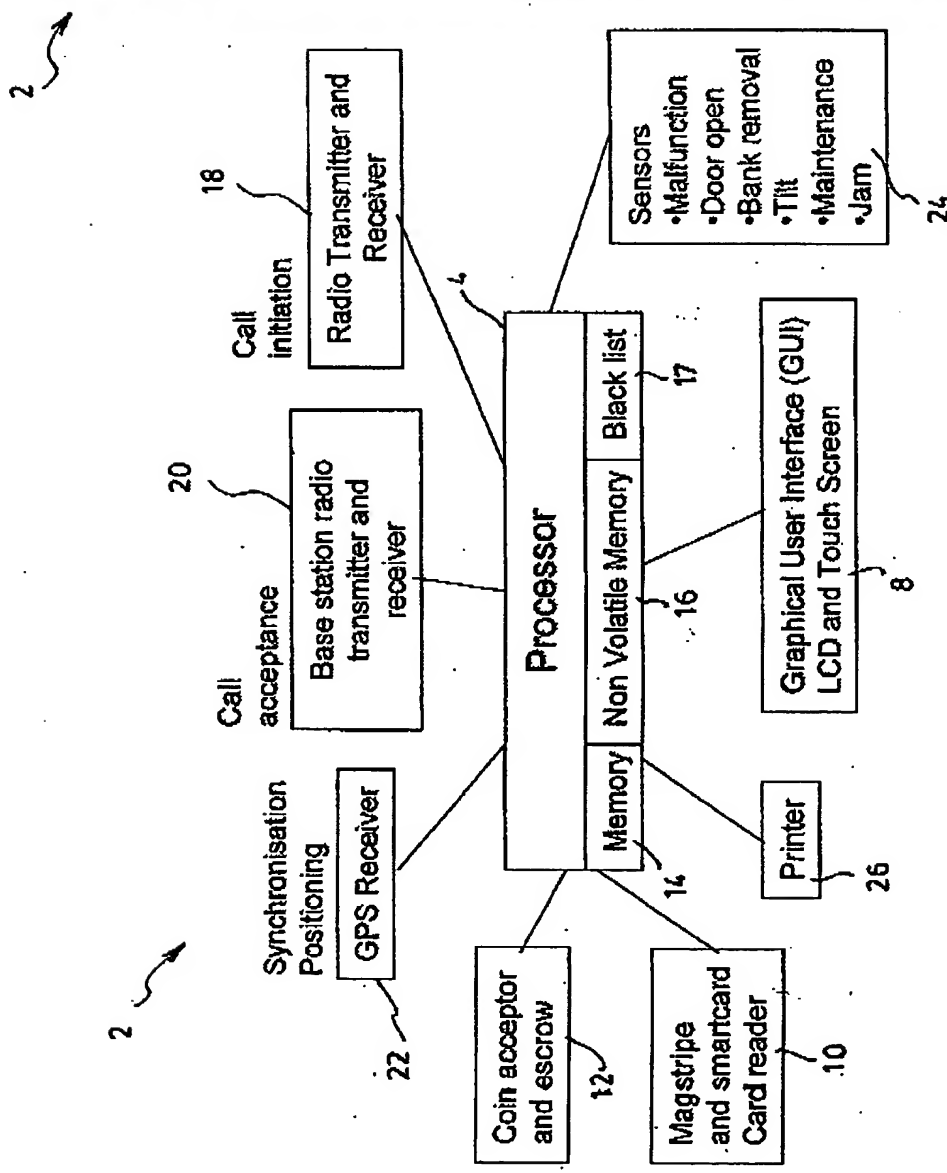 2
2
Synchronisation
Positioning
GPS Receiver
22
Call
acceptance
20
Base station radio
transmitter and
receiver
Call
initiation
18
Radio Transmitter and
Receiver
4
Processor
Memory
14
Non Volatile Memory
16
Black list
17
Coin acceptor
and escrow
12
Magstripe
and smartcard
Card reader
10
Printer
26
Graphical User Interface (GUI)
LCD and Touch Screen
8
Sensors
•Malfunction
•Door open
•Bank removal
•Tilt
•Maintenance
•Jam
24